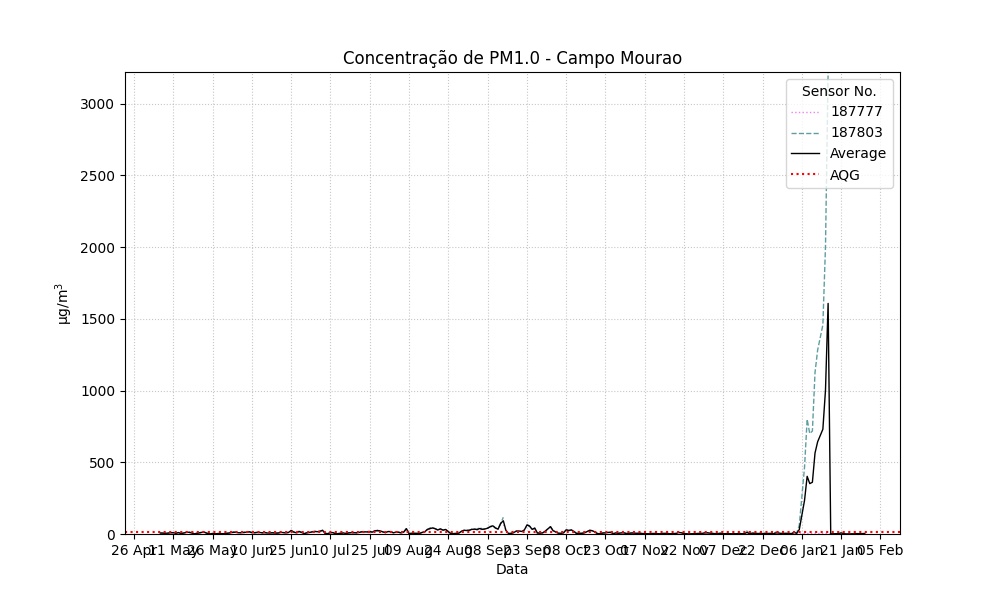 Concentração de PM1.0 - Campo Mourao
Sensor No.
187777
187803
Average
AQG
3000
2500
2000
1500
1000
500
0
µg/m³
26 Apr 11 May 26 May 10 Jun 25 Jun 10 Jul 25 Jul 09 Aug 24 Aug 08 Sep 23 Sep 08 Oct 23 Oct 07 Nov 22 Nov 07 Dec 22 Dec 06 Jan 21 Jan 05 Feb
Data